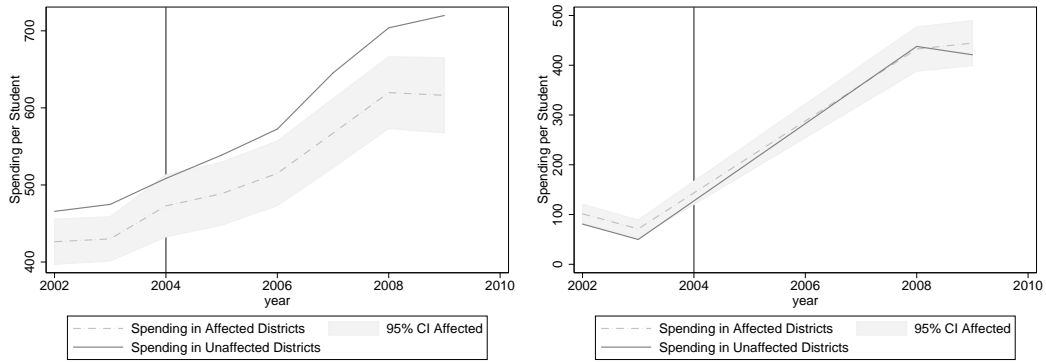 Spending per Student
700
600
500
400
2002 2004 2006 2008 2010
year
Spending in Affected Districts 95% CI Affected
Spending in Unaffected Districts
Spending per Student
500
400
300
200
100
0
2002 2004 2006 2008 2010
year
Spending in Affected Districts 95% CI Affected
Spending in Unaffected Districts